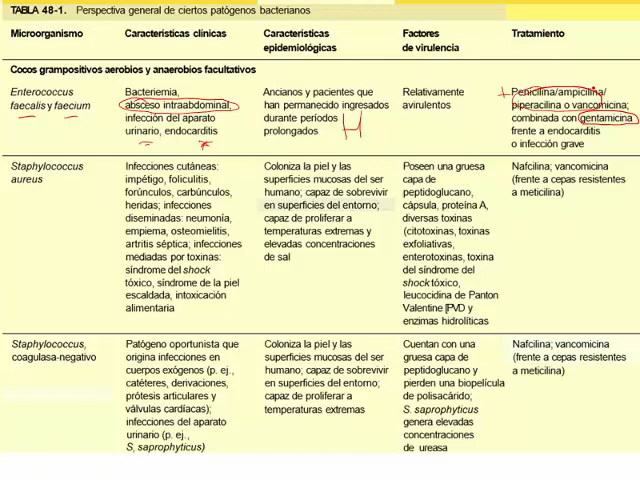 TABLA 48-1. Perspectiva general de ciertos patógenos bacterianos
Microorganismo
Características clínicas
Características
epidemiológicas
Factores
de virulencia
Tratamiento
Cocos grampositivos aerobios y anaerobios facultativos
Enterococcus
faecalis y faecium
Bacteriemia,
absceso intraabdominal,
infección del aparato
urinario, endocarditis
Ancianos y pacientes que
han permanecido ingresados
durante períodos
prolongados
H
Relativamente
avirulentos
+ Penicilina/ampicilina/
piperacilina o vancomicina;
combinada con gentamicina
frente a endocarditis
o infección grave
Staphylococcus
aureus
Infecciones cutáneas:
impétigo, foliculitis,
forúnculos, carbúnculos,
heridas; infecciones
diseminadas: neumonía,
empiema, osteomielitis,
artritis séptica; infecciones
mediadas por toxinas:
síndrome del shock
tóxico, síndrome de la piel
escaldada, intoxicación
alimentaria
Coloniza la piel y las
superficies mucosas del ser
humano; capaz de sobrevivir
en superficies del entorno;
capaz de proliferar a
temperaturas extremas y
elevadas concentraciones
de sal
Poseen una gruesa
capa de
peptidoglucano,
cápsula, proteína A,
diversas toxinas
(citotoxinas, toxinas
exfoliativas,
enterotoxinas, toxina
del síndrome del
shock tóxico,
leucocidina de Panton
Valentine [PVD y
enzimas hidrolíticas
Nafcilina; vancomicina
(frente a cepas resistentes
a meticilina)
Staphylococcus,
coagulasa-negativo
Patógeno oportunista que
origina infecciones en
cuerpos exógenos (p. ej.,
catéteres, derivaciones,
prótesis articulares y
válvulas cardíacas);
infecciones del aparato
urinario (p. ej.,
S, saprophyticus)
Coloniza la piel y las
superficies mucosas del ser
humano; capaz de sobrevivir
en superficies del entorno;
capaz de proliferar a
temperaturas extremas
Cuentan con una
gruesa capa de
peptidoglucano y
pierden una biopelícula
de polisacárido;
S. saprophyticus
genera elevadas
concentraciones
de ureasa
Nafcilina; vancomicina
(frente a cepas resistentes
a meticilina)